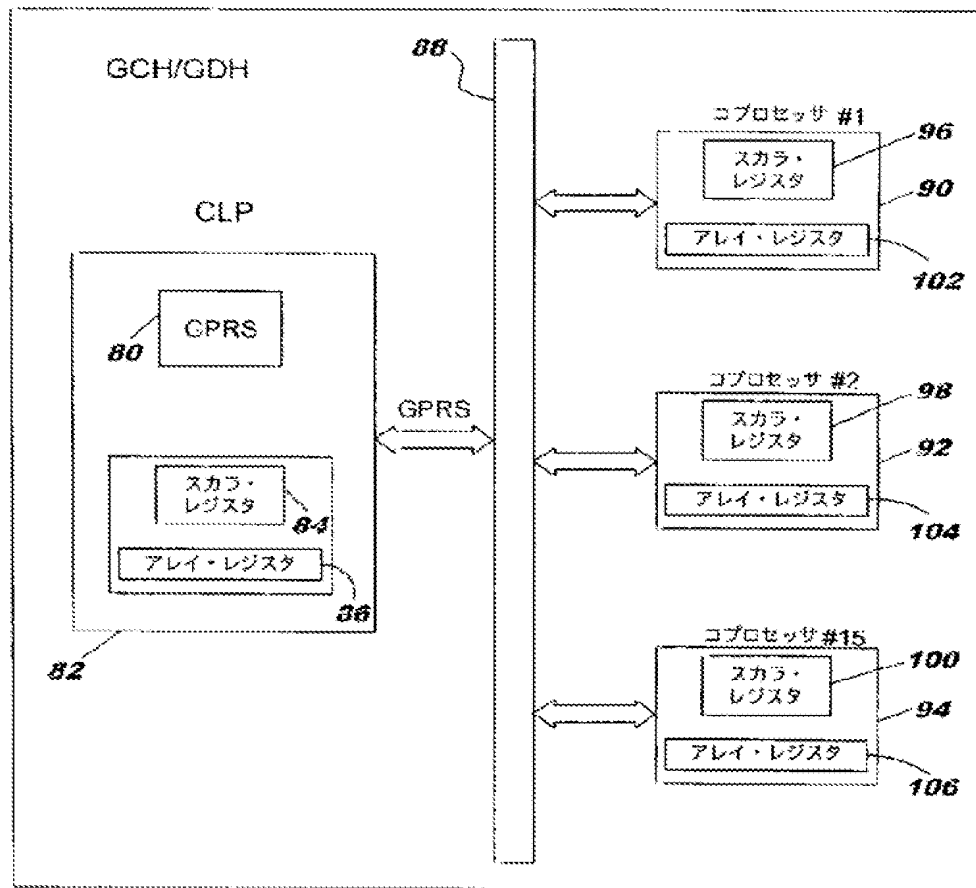 GCH/GDH
88
CLP
80
GPRS
GPRS
スカラ・
レジスタ
84
アレイ・レジスタ
86
82
コプロセッサ #1
スカラ・
レジスタ
96
90
アレイ・レジスタ
102
コプロセッサ #2
スカラ・
レジスタ
98
92
アレイ・レジスタ
104
コプロセッサ #15
スカラ・
レジスタ
100
94
アレイ・レジスタ
106